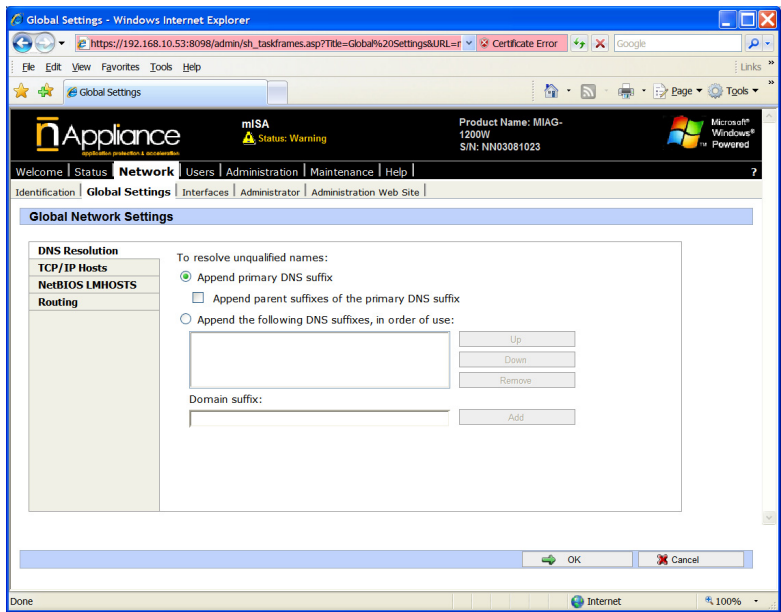 Global Settings - Windows Internet Explorer
https://192.168.10.53:8098/admin/sh_taskframes.asp?Title=Global%20Settings&URL=r
Certificate Error
Google
File Edit View Favorites Tools Help
Links »
Global Settings
Page Tools »
nAppliance
application protection & acceleration
mISA
Status: Warning
Product Name: MIAG-
1200W
S/N: NN03081023
Microsoft®
Windows®
Powered
TM
Welcome | Status | Network | Users | Administration | Maintenance | Help | ?
Identification | Global Settings | Interfaces | Administrator | Administration Web Site |
Global Network Settings
DNS Resolution
TCP/IP Hosts
NetBIOS LMHOSTS
Routing
To resolve unqualified names:
Append primary DNS suffix
Append parent suffixes of the primary DNS suffix
Append the following DNS suffixes, in order of use:
Up
Down
Remove
Domain suffix:
Add
OK
Cancel
Done
Internet
100%